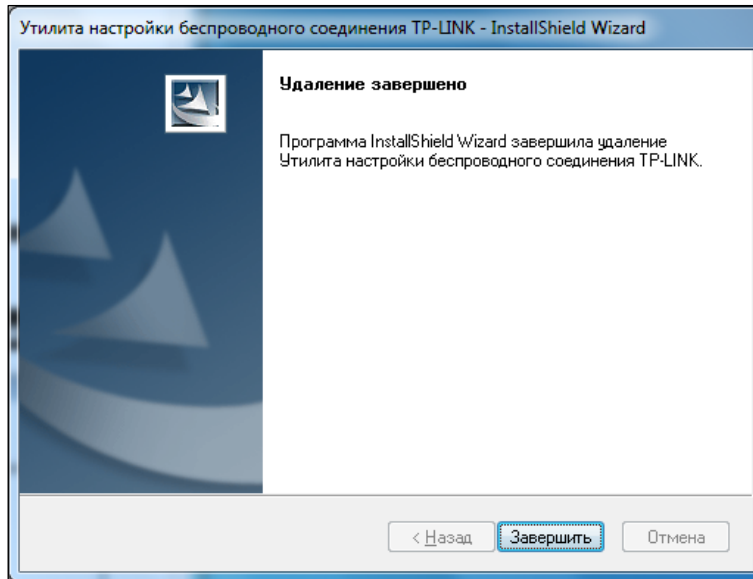 Утилита настройки беспроводного соединения TP-LINK - InstallShield Wizard
Удаление завершено
Программа InstallShield Wizard завершила удаление
Утилита настройки беспроводного соединения TP-LINK.
< Назад
Завершить
Отмена